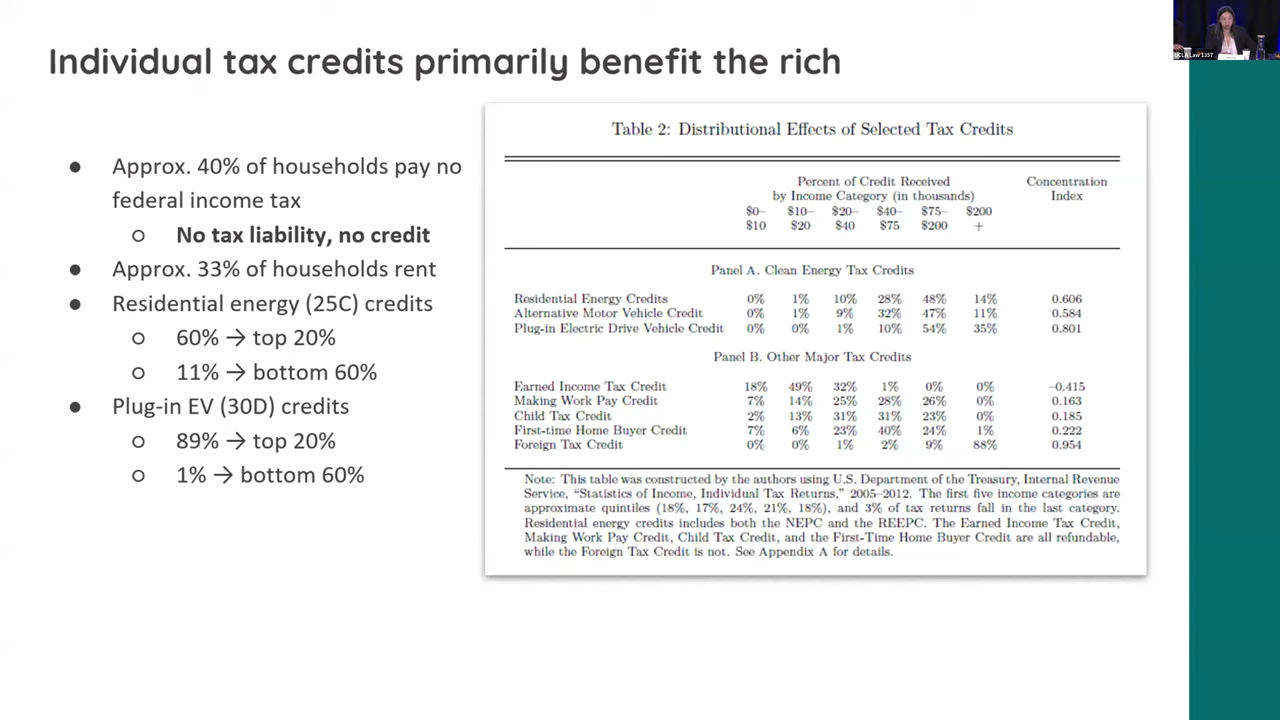 Individual tax credits primarily benefit the rich
● Approx. 40% of households pay no
federal income tax
○ No tax liability, no credit
● Approx. 33% of households rent
● Residential energy (25C) credits
○ 60% → top 20%
○ 11% → bottom 60%
● Plug-in EV (30D) credits
○ 89% → top 20%
○ 1% → bottom 60%
Table 2: Distributional Effects of Selected Tax Credits
Percent of Credit Received Concentration
by Income Category (in thousands) Index
$0– $10– $20– $40– $75– $200
$10 $20 $40 $75 $200 +
Panel A. Clean Energy Tax Credits
Residential Energy Credits 0% 1% 10% 28% 48% 14% 0.606
Alternative Motor Vehicle Credit 0% 1% 9% 32% 47% 11% 0.584
Plug-in Electric Drive Vehicle Credit 0% 0% 1% 10% 54% 35% 0.801
Panel B. Other Major Tax Credits
Earned Income Tax Credit 18% 49% 32% 1% 0% 0% −0.415
Making Work Pay Credit 7% 14% 25% 28% 26% 0% 0.163
Child Tax Credit 2% 13% 31% 31% 23% 0% 0.185
First-time Home Buyer Credit 7% 6% 23% 40% 24% 1% 0.222
Foreign Tax Credit 0% 0% 1% 2% 9% 88% 0.954
Note: This table was constructed by the authors using U.S. Department of the Treasury, Internal Revenue
Service, “Statistics of Income, Individual Tax Returns,” 2005–2012. The first five income categories are
approximate quintiles (18%, 17%, 24%, 21%, 18%), and 3% of tax returns fall in the last category.
Residential energy credits includes both the NEPC and the REEPC. The Earned Income Tax Credit,
Making Work Pay Credit, Child Tax Credit, and the First-Time Home Buyer Credit are all refundable,
while the Foreign Tax Credit is not. See Appendix A for details.
UCLA Law 1357